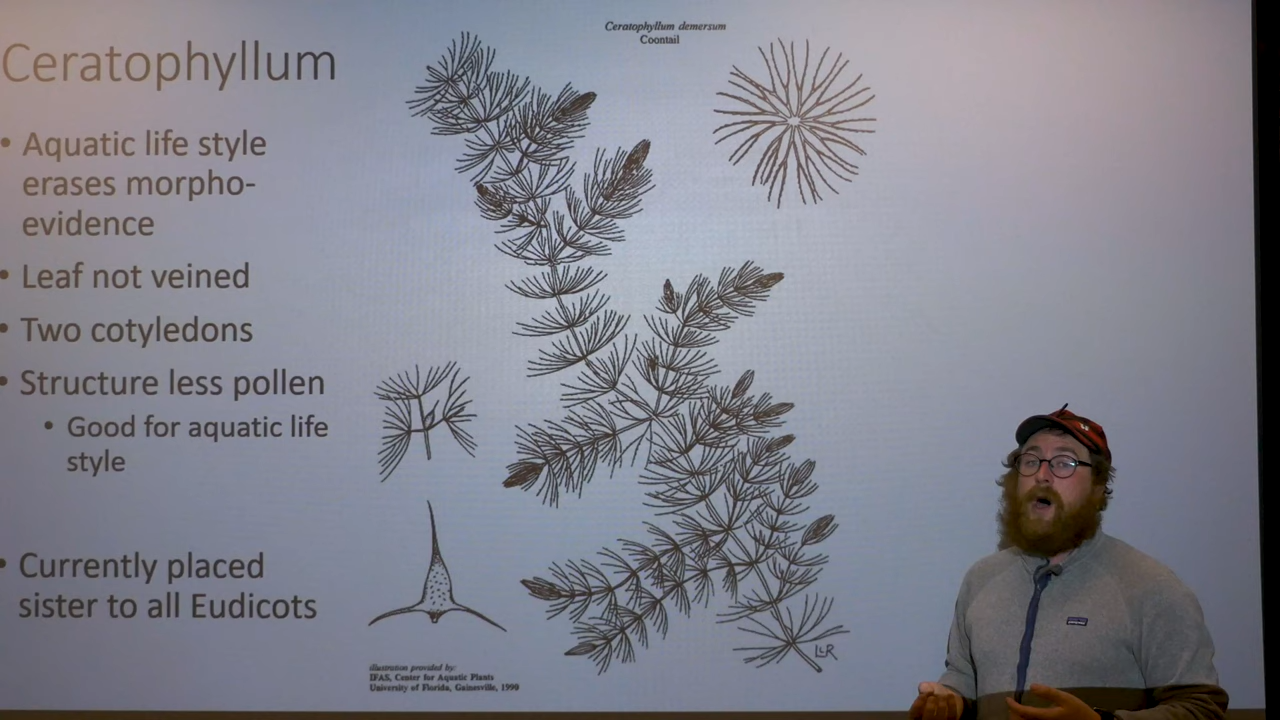 Ceratophyllum demersum
Coontail
Ceratophyllum
• Aquatic life style
erases morpho-
evidence
• Leaf not veined
• Two cotyledons
• Structure less pollen
• Good for aquatic life
style
• Currently placed
sister to all Eudicots
LLR
illustration provided by:
IFAS, Center for Aquatic Plants
University of Florida, Gainesville, 1990
patagonia